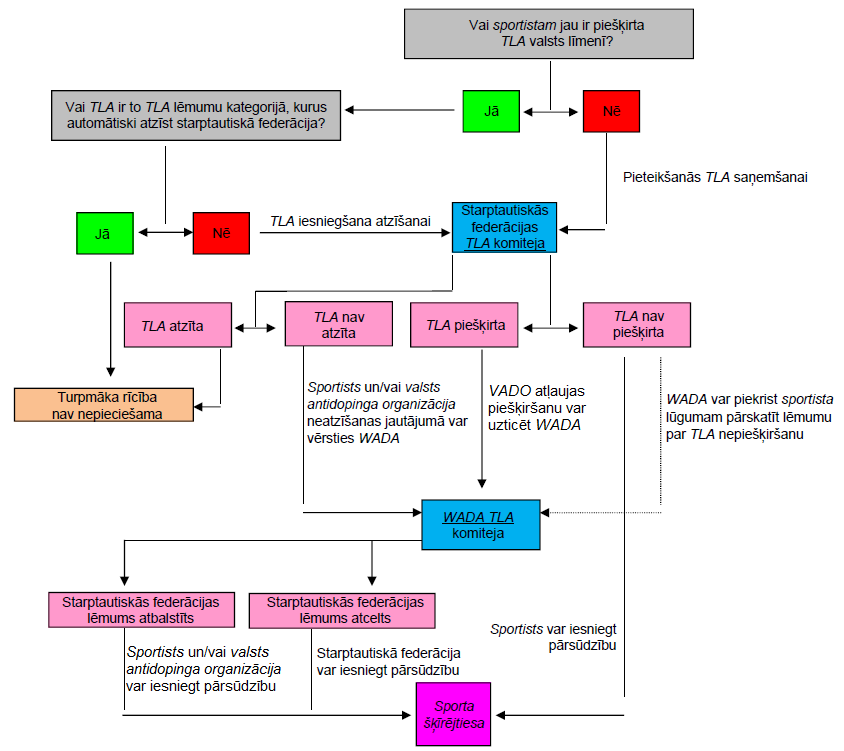 Vai sportistam jau ir piešķirta
TLA valsts līmenī?
Vai TLA ir to TLA lēmumu kategorijā, kurus
automātiski atzīst starptautiskā federācija?
Jā
Nē
Pieteikšanās TLA saņemšanai
Jā
Nē
TLA iesniegšana atzīšanai
Starptautiskās
federācijas
TLA komiteja
TLA atzīta
TLA nav
atzīta
TLA piešķirta
TLA nav
piešķirta
Turpmāka rīcība
nav nepieciešama
Sportists un/vai valsts
antidopinga organizācija
neatzīšanas jautājumā var
vērsties WADA
VADO atļaujas
piešķiršanu var
uzticēt WADA
WADA var piekrist sportista
lūgumam pārskatīt lēmumu
par TLA nepiešķiršanu
WADA TLA
komiteja
Starptautiskās federācijas
lēmums atbalstīts
Starptautiskās federācijas
lēmums atcelts
Sportists un/vai valsts
antidopinga organizācija
var iesniegt pārsūdzību
Starptautiskā federācija
var iesniegt pārsūdzību
Sportists var iesniegt
pārsūdzību
Sporta
šķīrējtiesa